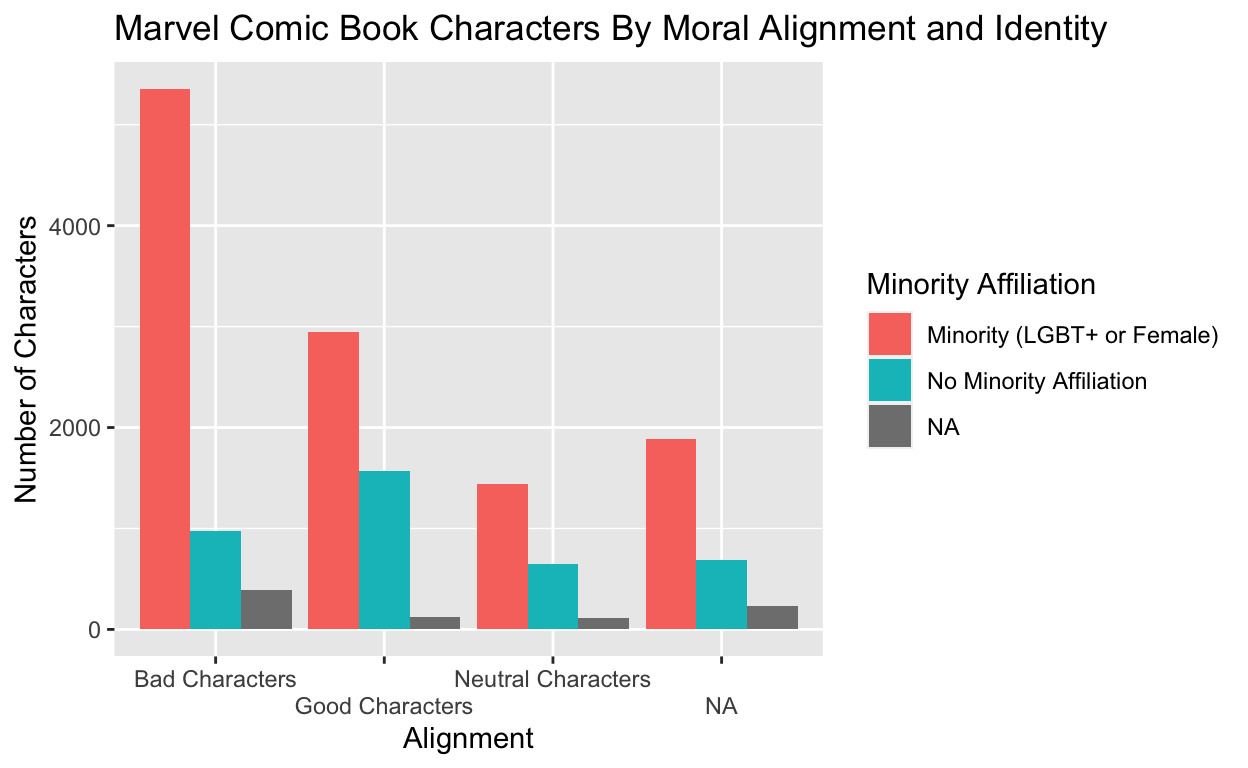 Marvel Comic Book Characters By Moral Alignment and Identity
Number of Characters
4000
2000
0
Bad Characters
Good Characters
Neutral Characters
NA
Alignment
Minority Affiliation
Minority (LGBT+ or Female)
No Minority Affiliation
NA